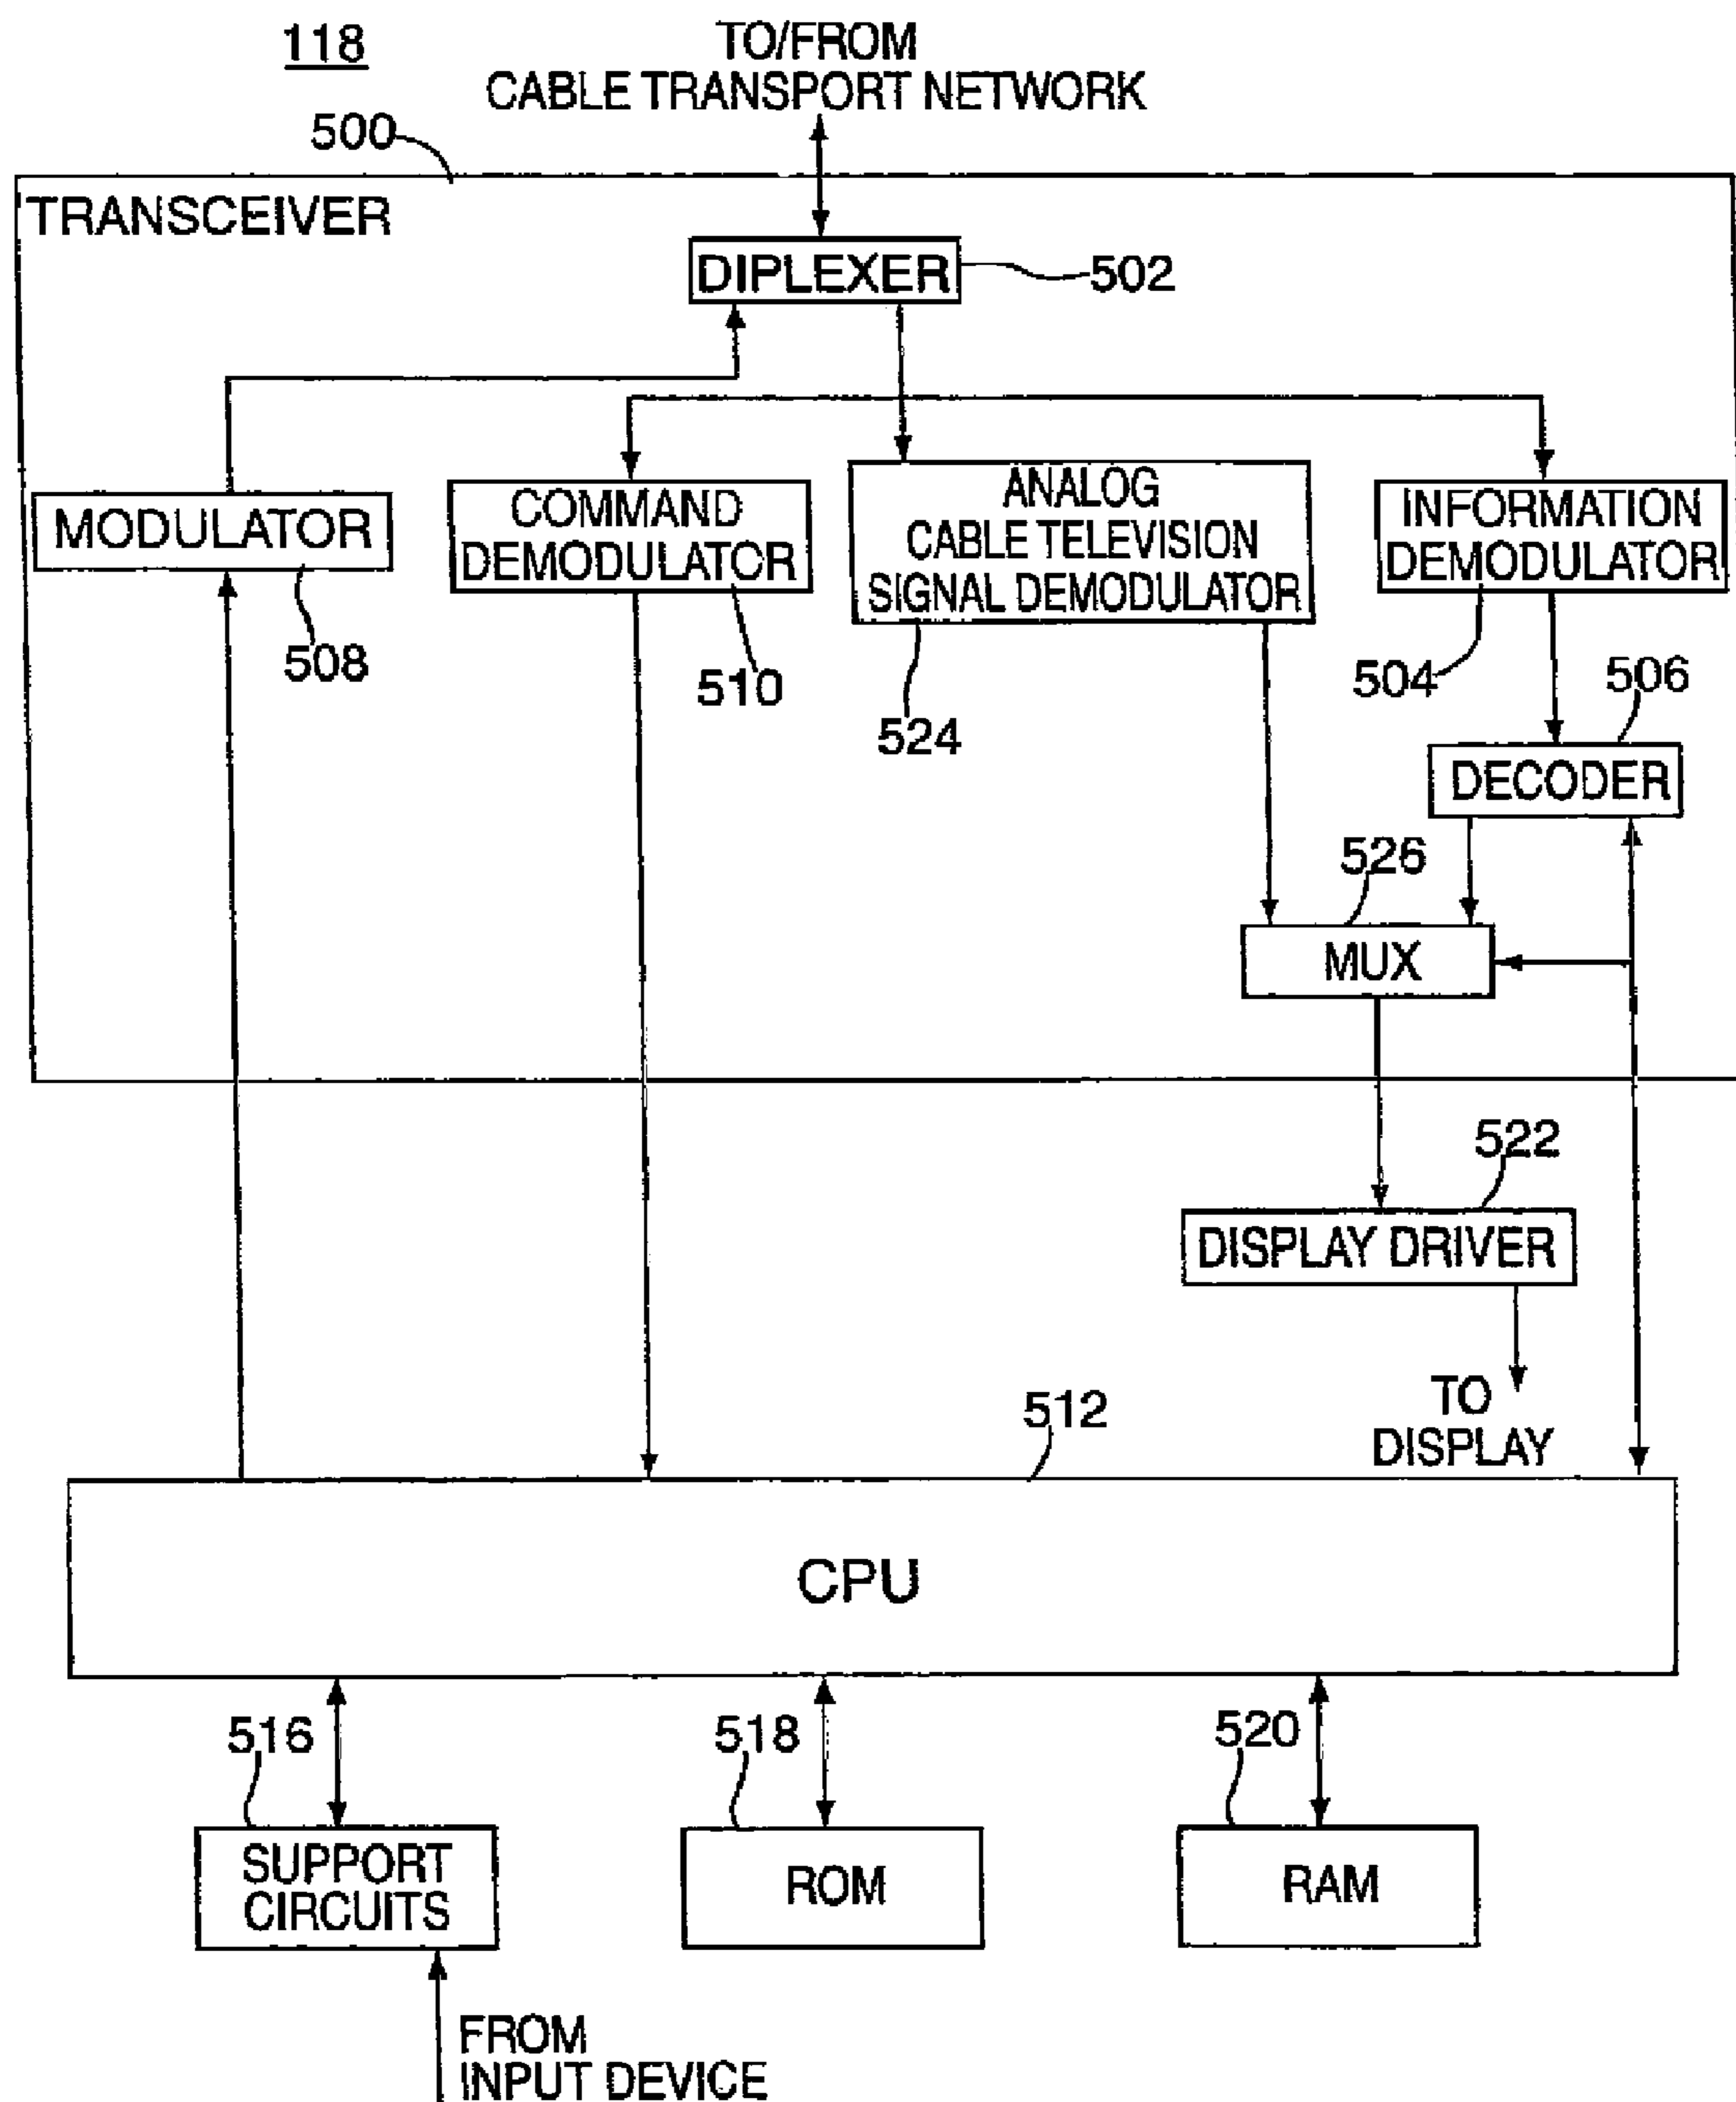 118
TO/FROM
CABLE TRANSPORT NETWORK
500
TRANSCEIVER
DIPLEXER
502
MODULATOR
508
COMMAND
DEMODULATOR
510
ANALOG
CABLE TELEVISION
SIGNAL DEMODULATOR
524
INFORMATION
DEMODULATOR
504
506
DECODER
526
MUX
522
DISPLAY DRIVER
TO
DISPLAY
512
CPU
516
518
520
SUPPORT
CIRCUITS
ROM
RAM
FROM
INPUT DEVICE